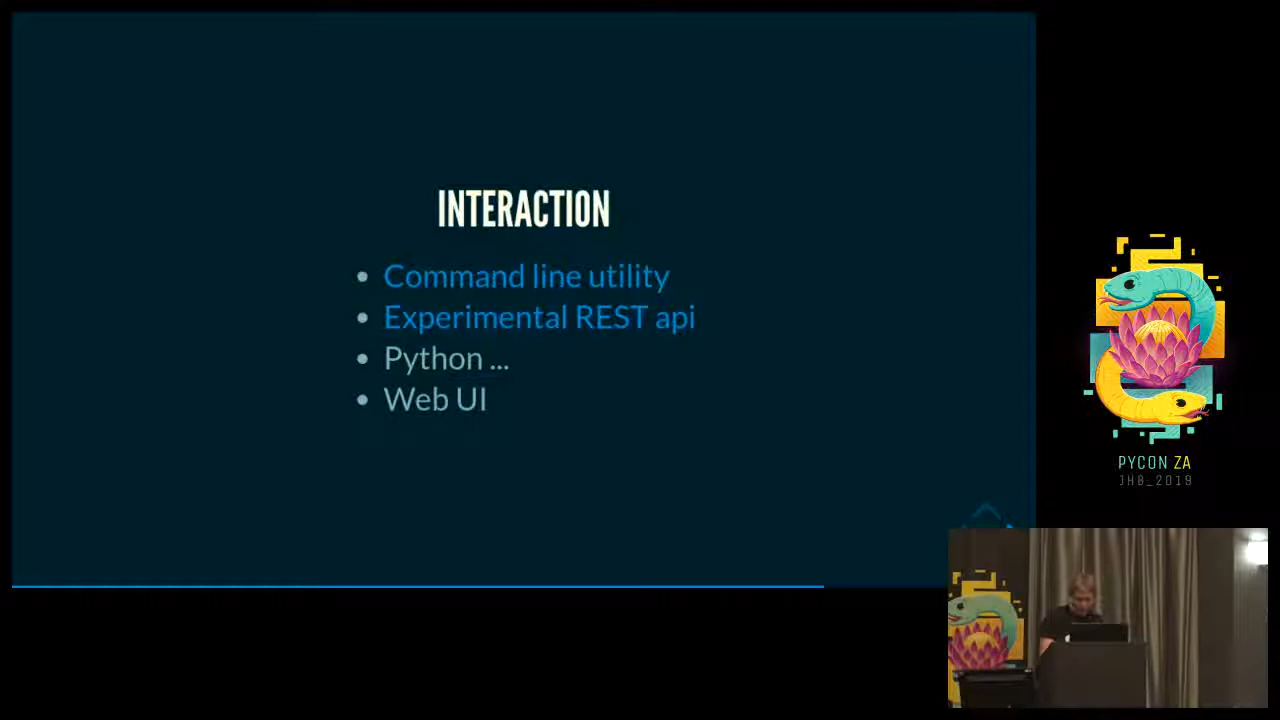 INTERACTION
Command line utility
Experimental REST api
Python ...
Web UI
PYCON ZA
JHB_2019